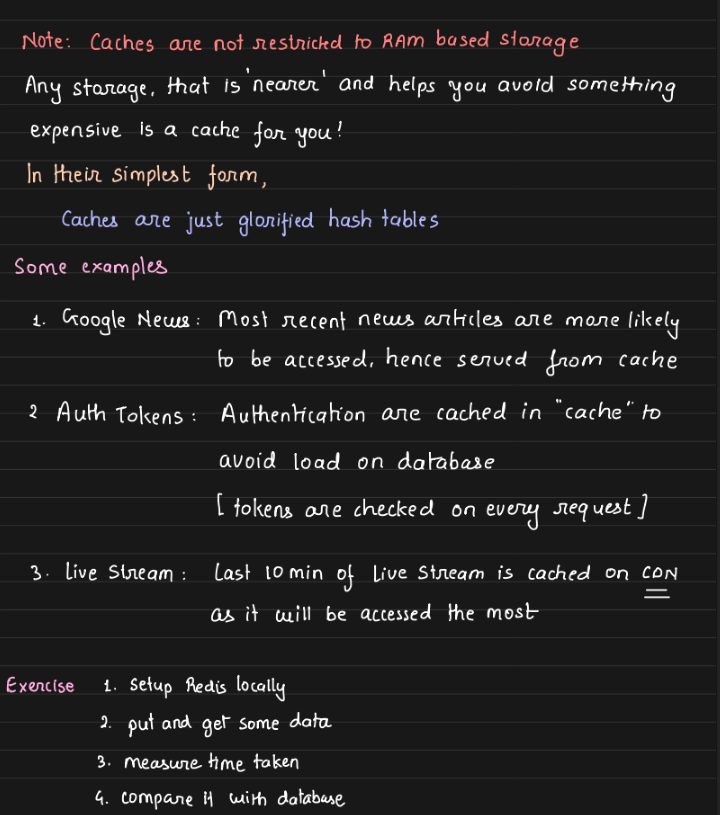 Note: Caches are not restricted to RAM based storage
Any storage, that is 'nearer' and helps you avoid something
expensive is a cache for you!
In their simplest form,
Caches are just glorified hash tables
Some examples
1. Google News: Most recent news articles are more likely
to be accessed, hence served from cache
2 Auth Tokens: Authentication are cached in "cache" to
avoid load on database
[tokens are checked on every request]
3. Live Stream: Last 10 min of Live Stream is cached on CDN
as it will be accessed the most
Exercise 1. Setup Redis locally
2. put and get some data
3. measure time taken
4. compare it with database